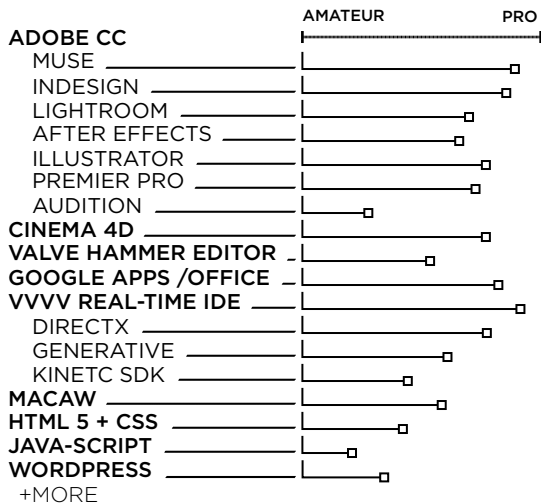 AMATEUR PRO
ADOBE CC
MUSE
INDESIGN
LIGHTROOM
AFTER EFFECTS
ILLUSTRATOR
PREMIER PRO
AUDITION
CINEMA 4D
VALVE HAMMER EDITOR
GOOGLE APPS /OFFICE
VVVV REAL-TIME IDE
DIRECTX
GENERATIVE
KINETC SDK
MACAW
HTML 5 + CSS
JAVA-SCRIPT
WORDPRESS
+MORE